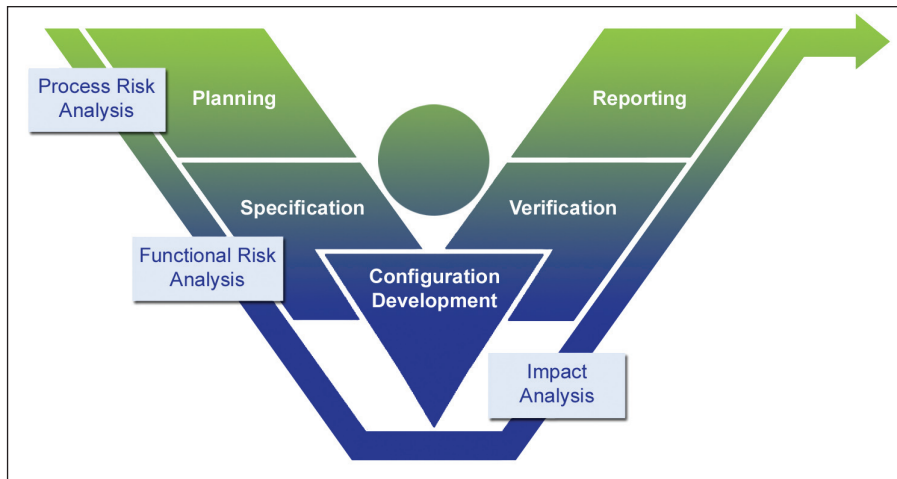 Process Risk
Analysis
Planning
Reporting
Specification
Verification
Functional Risk
Analysis
Configuration
Development
Impact
Analysis